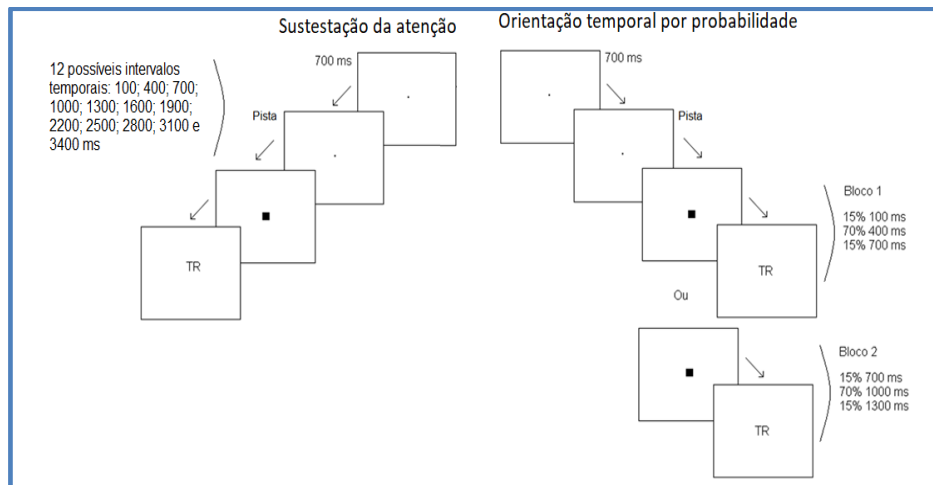 Sustestação da atenção
700 ms
12 possíveis intervalos
temporais: 100; 400; 700;
1000; 1300; 1600; 1900;
2200; 2500; 2800; 3100 e
3400 ms
Pista
TR
Orientação temporal por probabilidade
700 ms
Pista
Bloco 1
15% 100 ms
70% 400 ms
15% 700 ms
TR
Ou
Bloco 2
15% 700 ms
70% 1000 ms
15% 1300 ms
TR